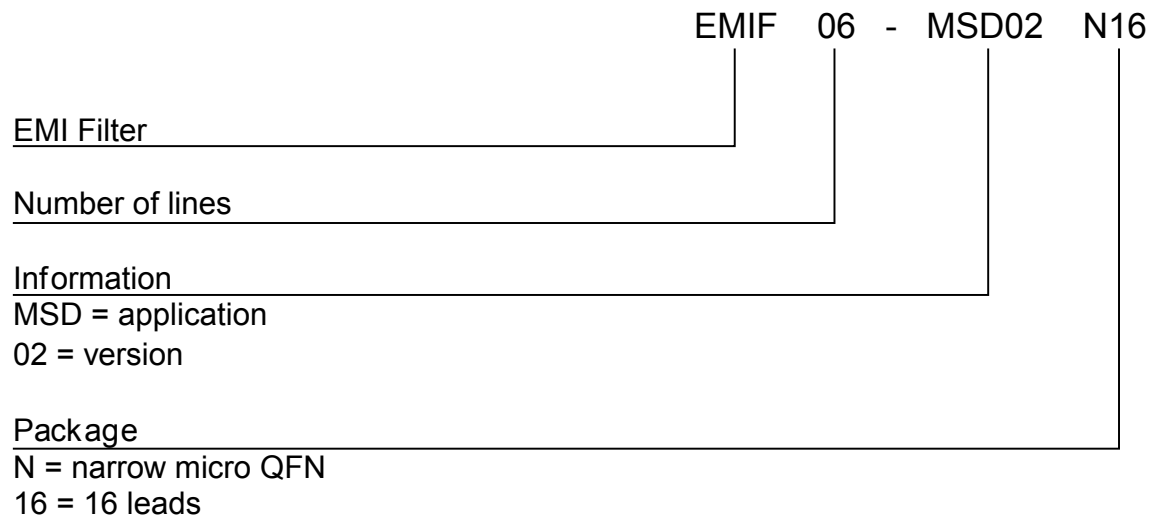 EMIF 06 - MSD02 N16
EMI Filter
Number of lines
Information
MSD = application
02 = version
Package
N = narrow micro QFN
16 = 16 leads